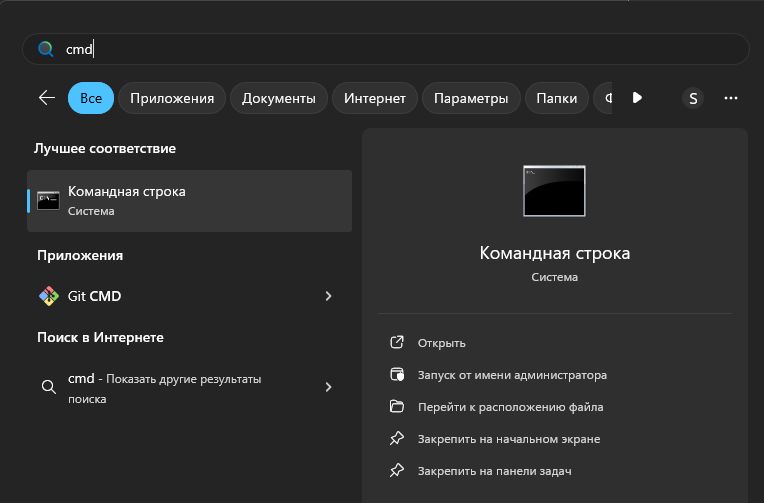 cmd
Все
Приложения
Документы
Интернет
Параметры
Папки
S
Лучшее соответствие
Командная строка
Система
Приложения
Git CMD
Поиск в Интернете
cmd - Показать другие результаты
поиска
Командная строка
Система
Открыть
Запуск от имени администратора
Перейти к расположению файла
Закрепить на начальном экране
Закрепить на панели задач